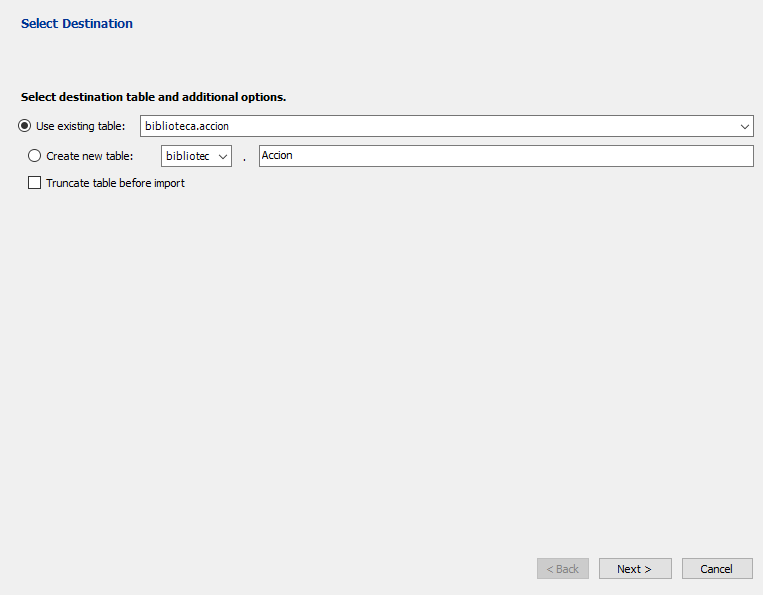 Select Destination
Select destination table and additional options.
Use existing table: biblioteca.accion
Create new table: bibliotec . Accion
Truncate table before import
< Back Next > Cancel